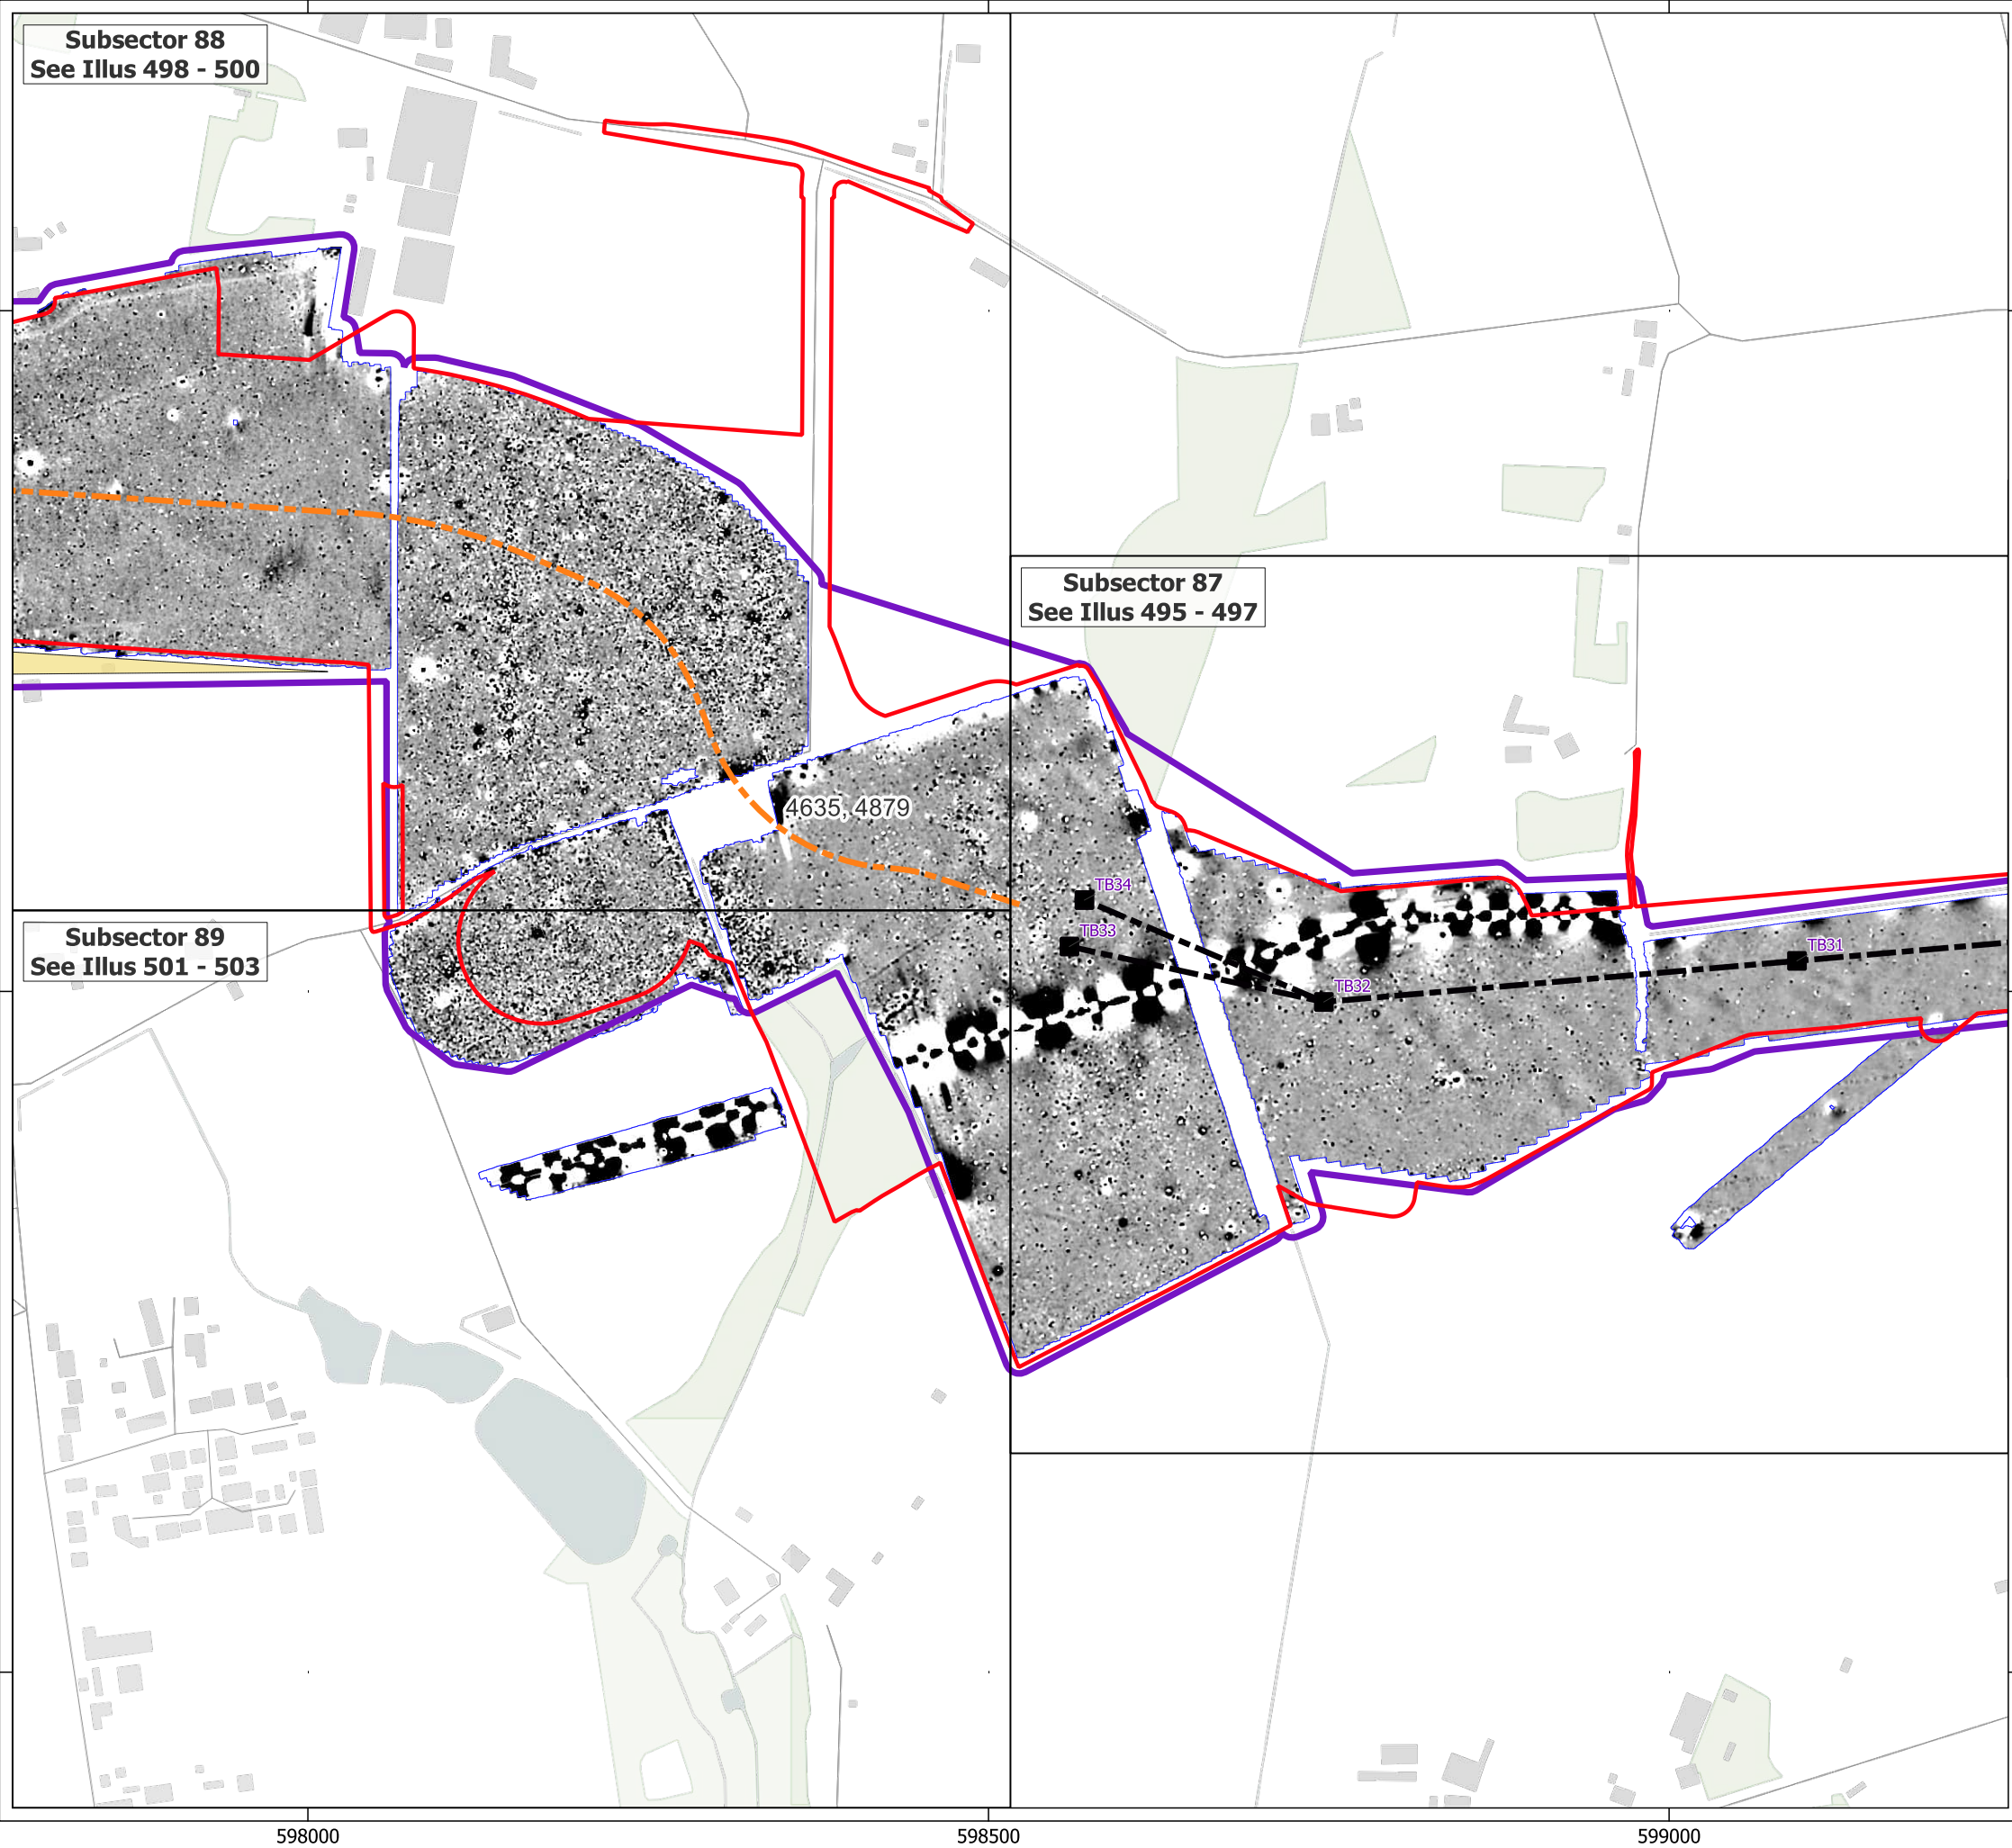 Subsector 88
See Illus 498 - 500
Subsector 87
See Illus 495 - 497
4635, 4879
TB34
TB33
TB31
TB32
Subsector 89
See Illus 501 - 503
598000
598500
599000